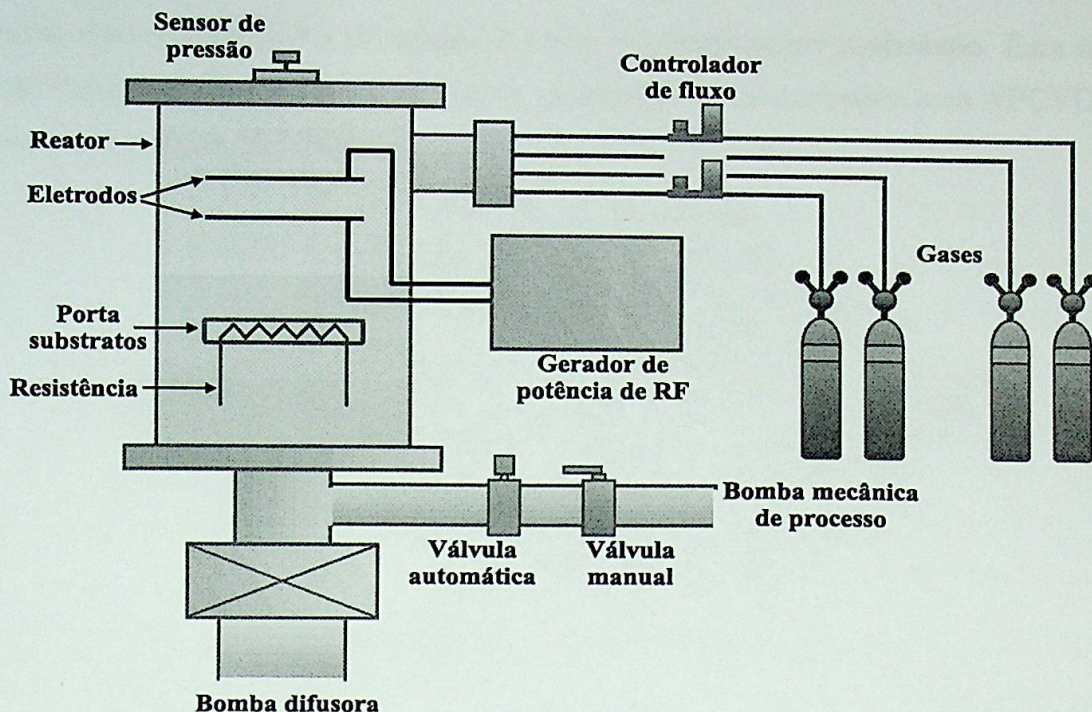 Sensor de
pressão
Controlador
de fluxo
Reator
Eletrodos
Gases
Porta
substratos
Resistência
Gerador de
potência de RF
Bomba mecânica
de processo
Válvula
automática
Válvula
manual
Bomba difusora